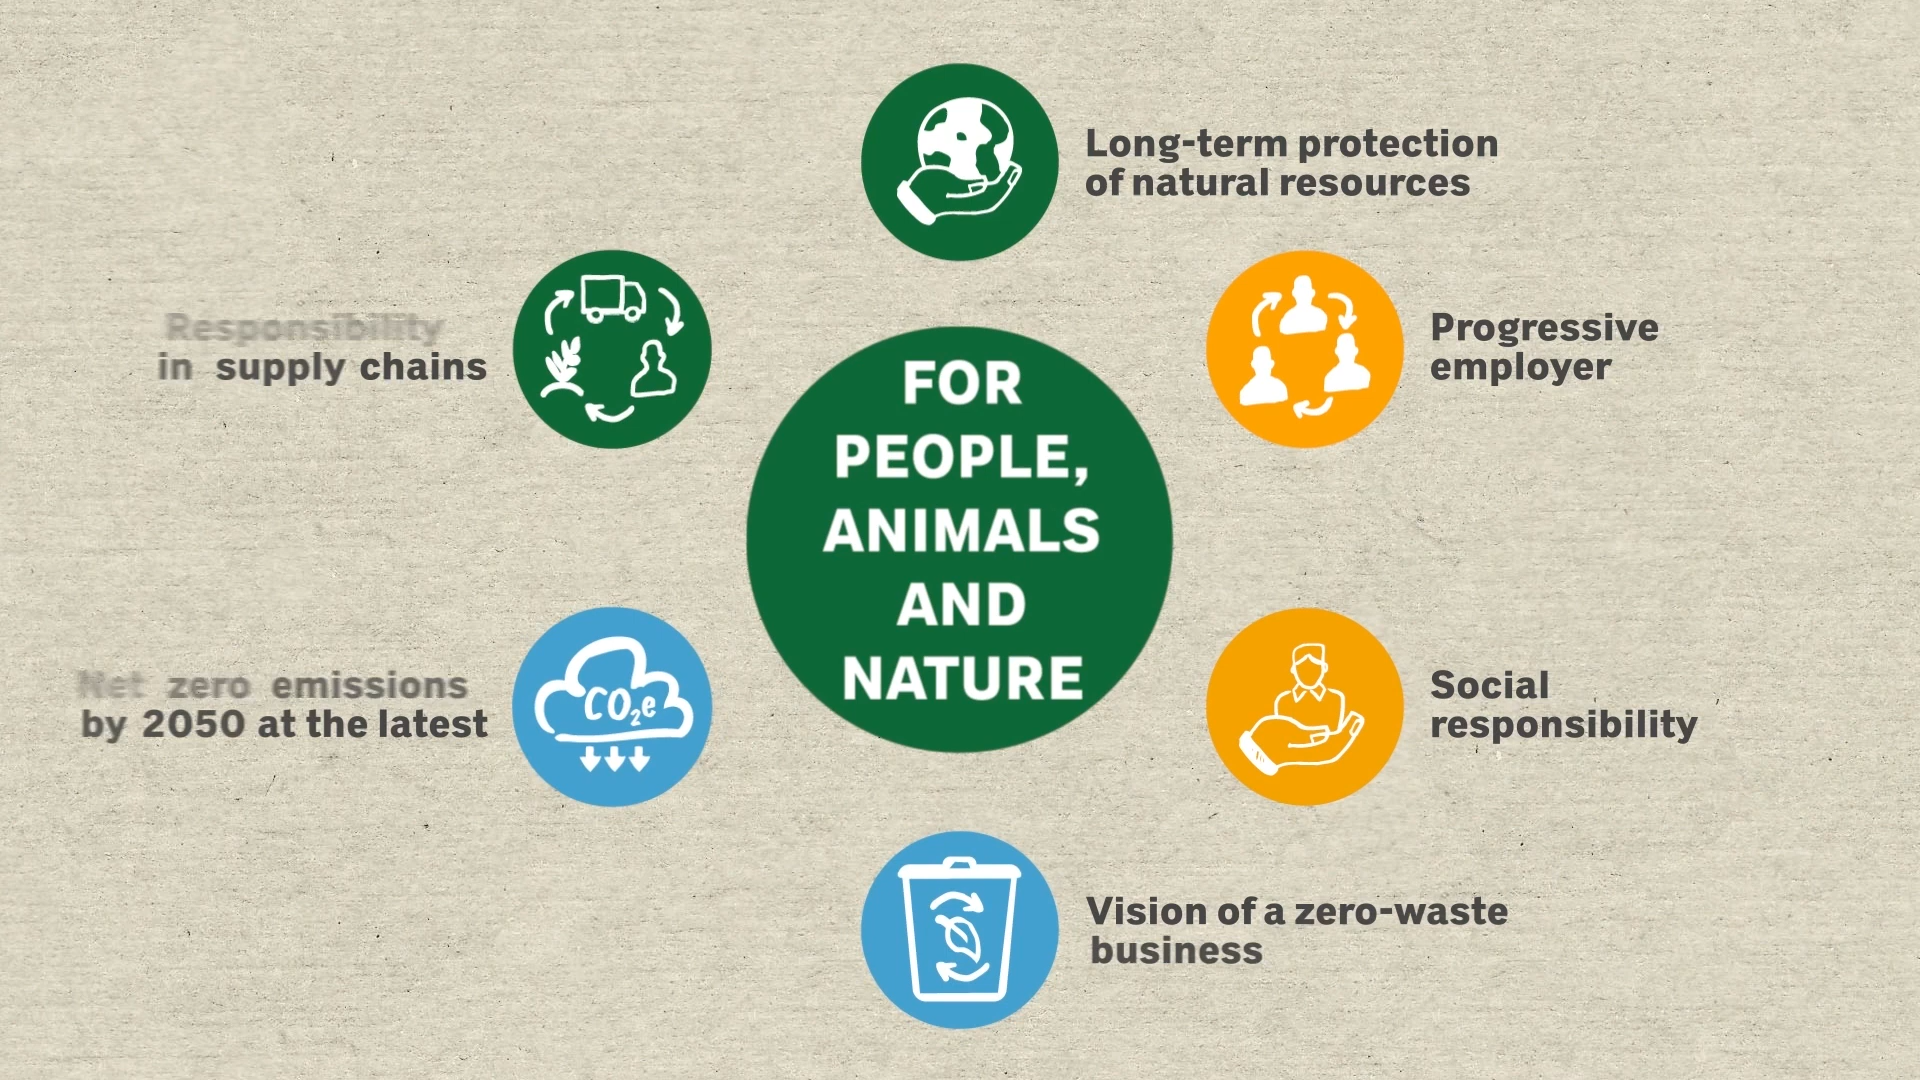 Long-term protection
of natural resources
Progressive
employer
Social
responsibility
Vision of a zero-waste
business
Net zero emissions
by 2050 at the latest
CO₂e
Responsibility
in supply chains
FOR
PEOPLE,
ANIMALS
AND
NATURE